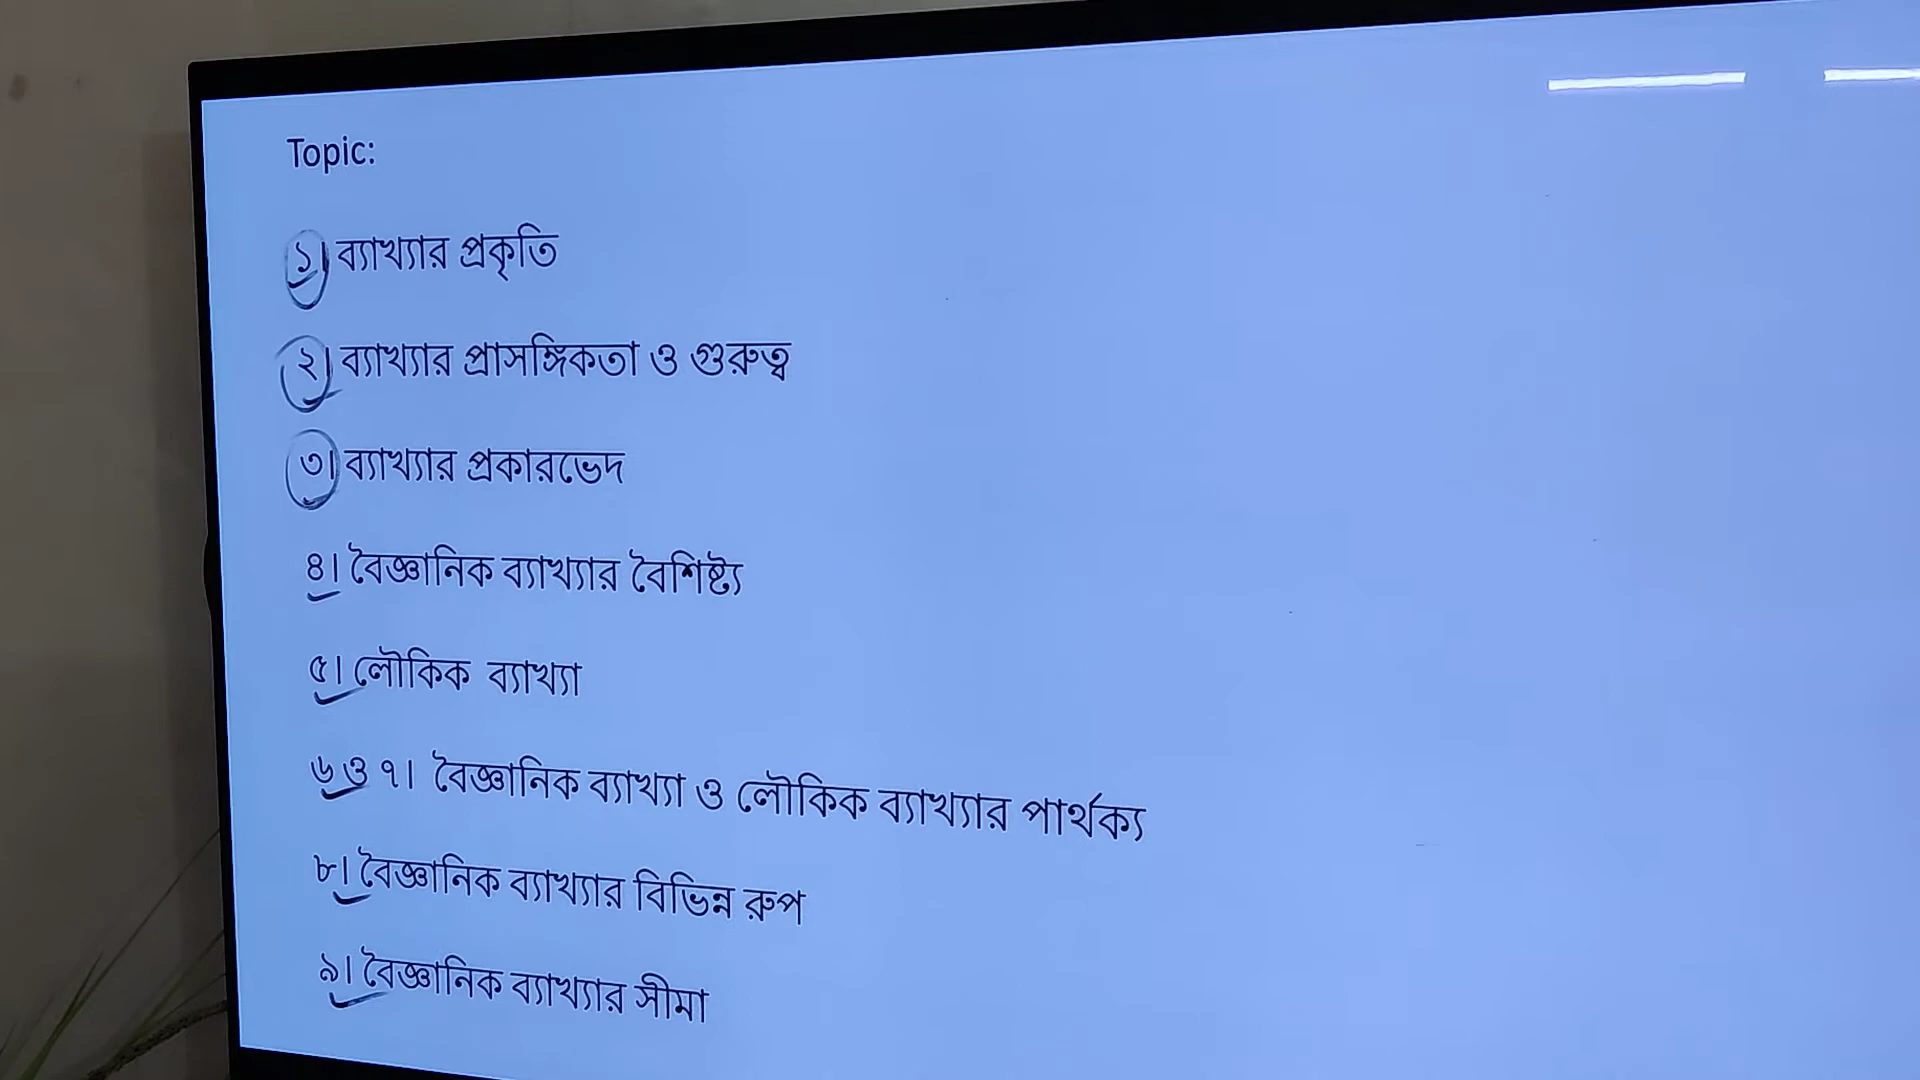 Topic:
১। ব্যাখ্যার প্রকৃতি
২। ব্যাখ্যার প্রাসঙ্গিকতা ও গুরুত্ব
৩। ব্যাখ্যার প্রকারভেদ
৪। বৈজ্ঞানিক ব্যাখ্যার বৈশিষ্ট্য
৫। লৌকিক ব্যাখ্যা
৬ ও ৭। বৈজ্ঞানিক ব্যাখ্যা ও লৌকিক ব্যাখ্যার পার্থক্য
৮। বৈজ্ঞানিক ব্যাখ্যার বিভিন্ন রুপ
৯। বৈজ্ঞানিক ব্যাখ্যার সীমা